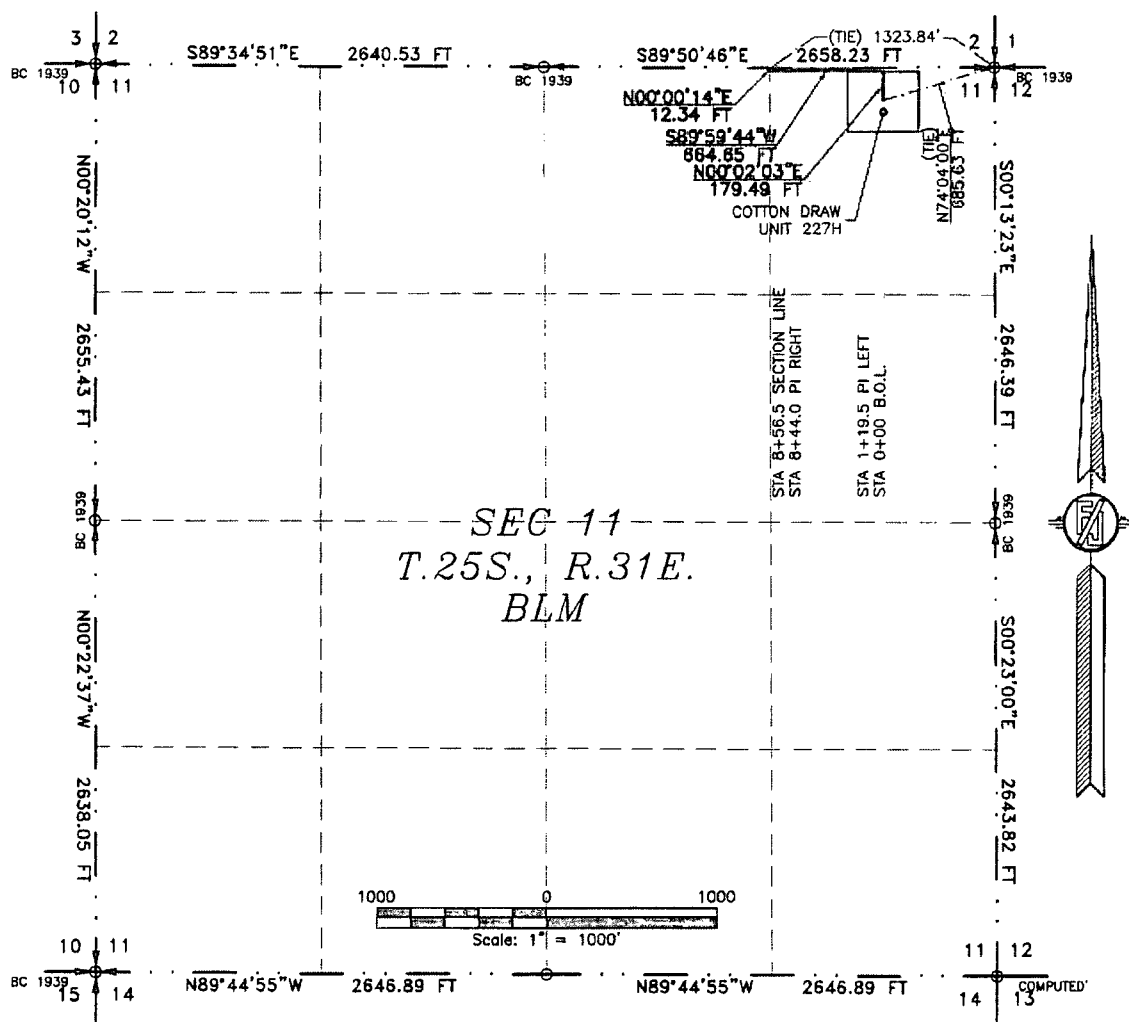 3 2
S89°34'51"E 2640.53 FT
(TIE) 1323.84'
S89°50'46"E 2658.23 FT
2 1
BC 1939
10 11
BC 1939
11 12
BC 1939
N00°00'14"E
12.34 FT
S89°59'44"W
664.65 FT
N00°02'03"E
179.49 FT
COTTON DRAW
UNIT 227H
(TIE)
N74°04'00"E
685.63 FT
N00°20'12"W 2655.43 FT
S00°13'23"E 2646.39 FT
STA 8+56.5 SECTION LINE
STA 8+44.0 PI RIGHT
STA 1+19.5 PI LEFT
STA 0+00 B.O.L.
BC 1939
BC 1939
SEC 11
T.25S., R.31E.
BLM
N00°22'37"W 2638.05 FT
S00°23'00"E 2643.82 FT
1000 0 1000
Scale: 1" = 1000'
10 11
BC 1939
15 14
N89°44'55"W 2646.89 FT
N89°44'55"W 2646.89 FT
11 12
14 13
COMPUTED'